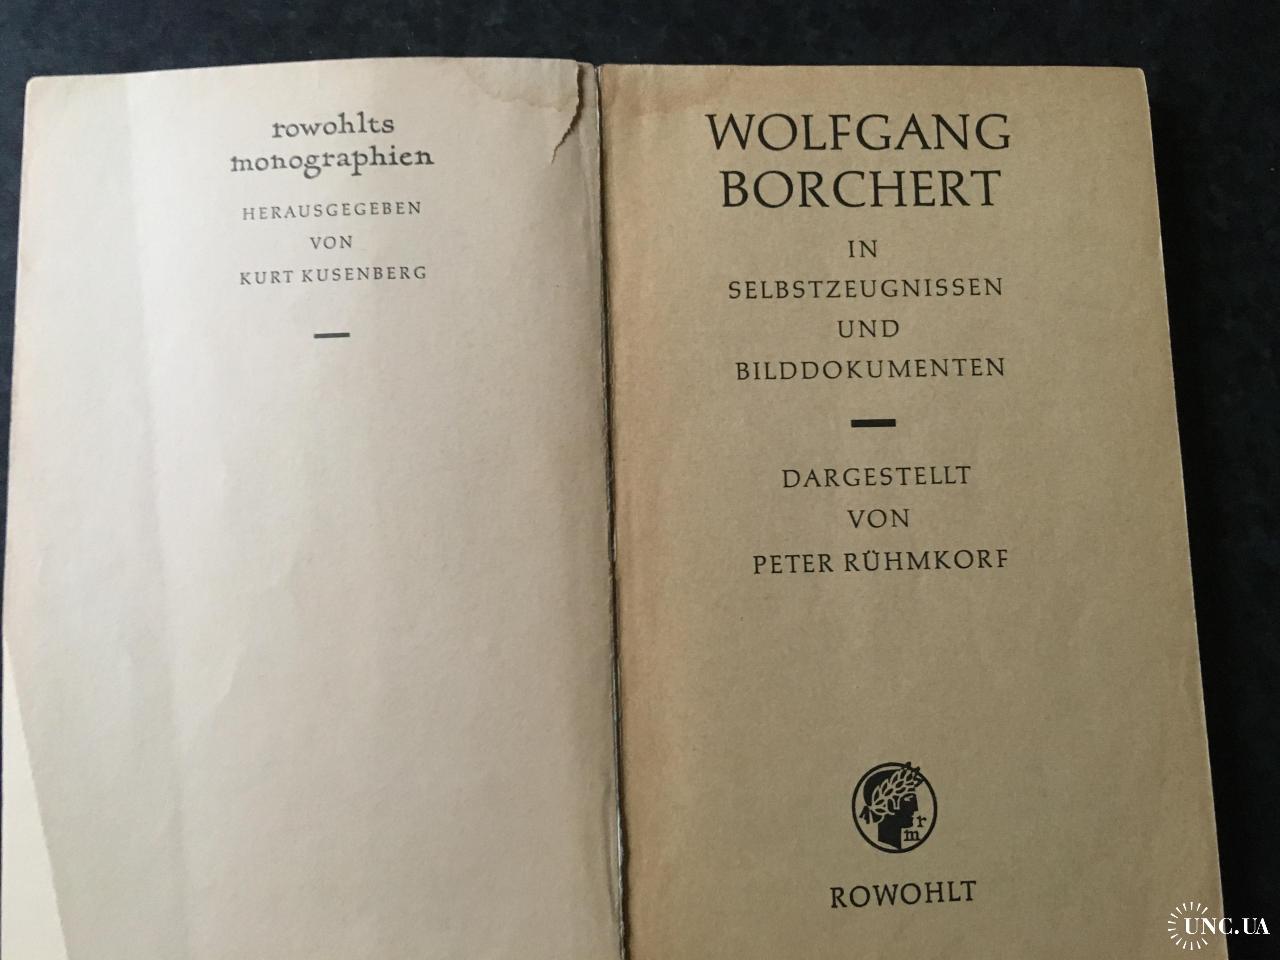 rowohlts
monographien
HERAUSGEGEBEN
VON
KURT KUSENBERG
WOLFGANG
BORCHERT
IN
SELBSTZEUGNISSEN
UND
BILDDOKUMENTEN
DARGESTELLT
VON
PETER RÜHMKORF
r
m
ROWOHLT
UNC.UA